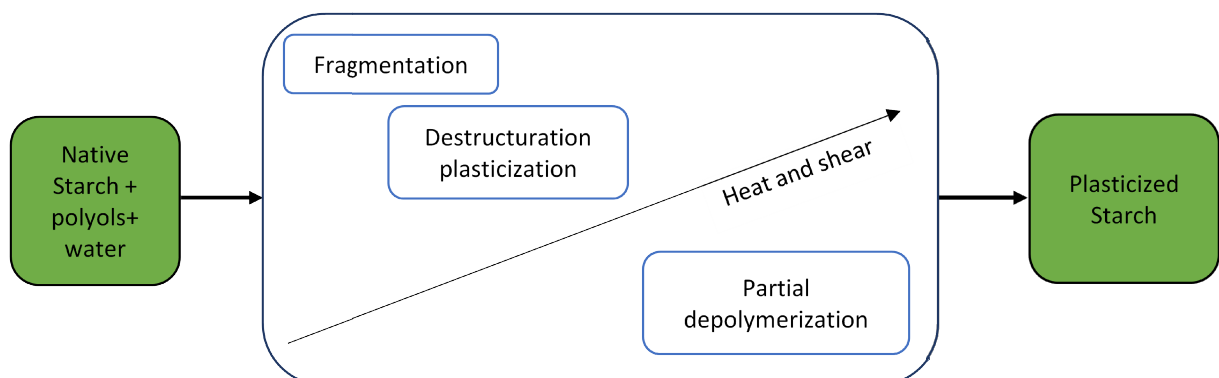 Native
Starch +
polyols+
water
Fragmentation
Destructuration
plasticization
Heat and shear
Partial
depolymerization
Plasticized
Starch